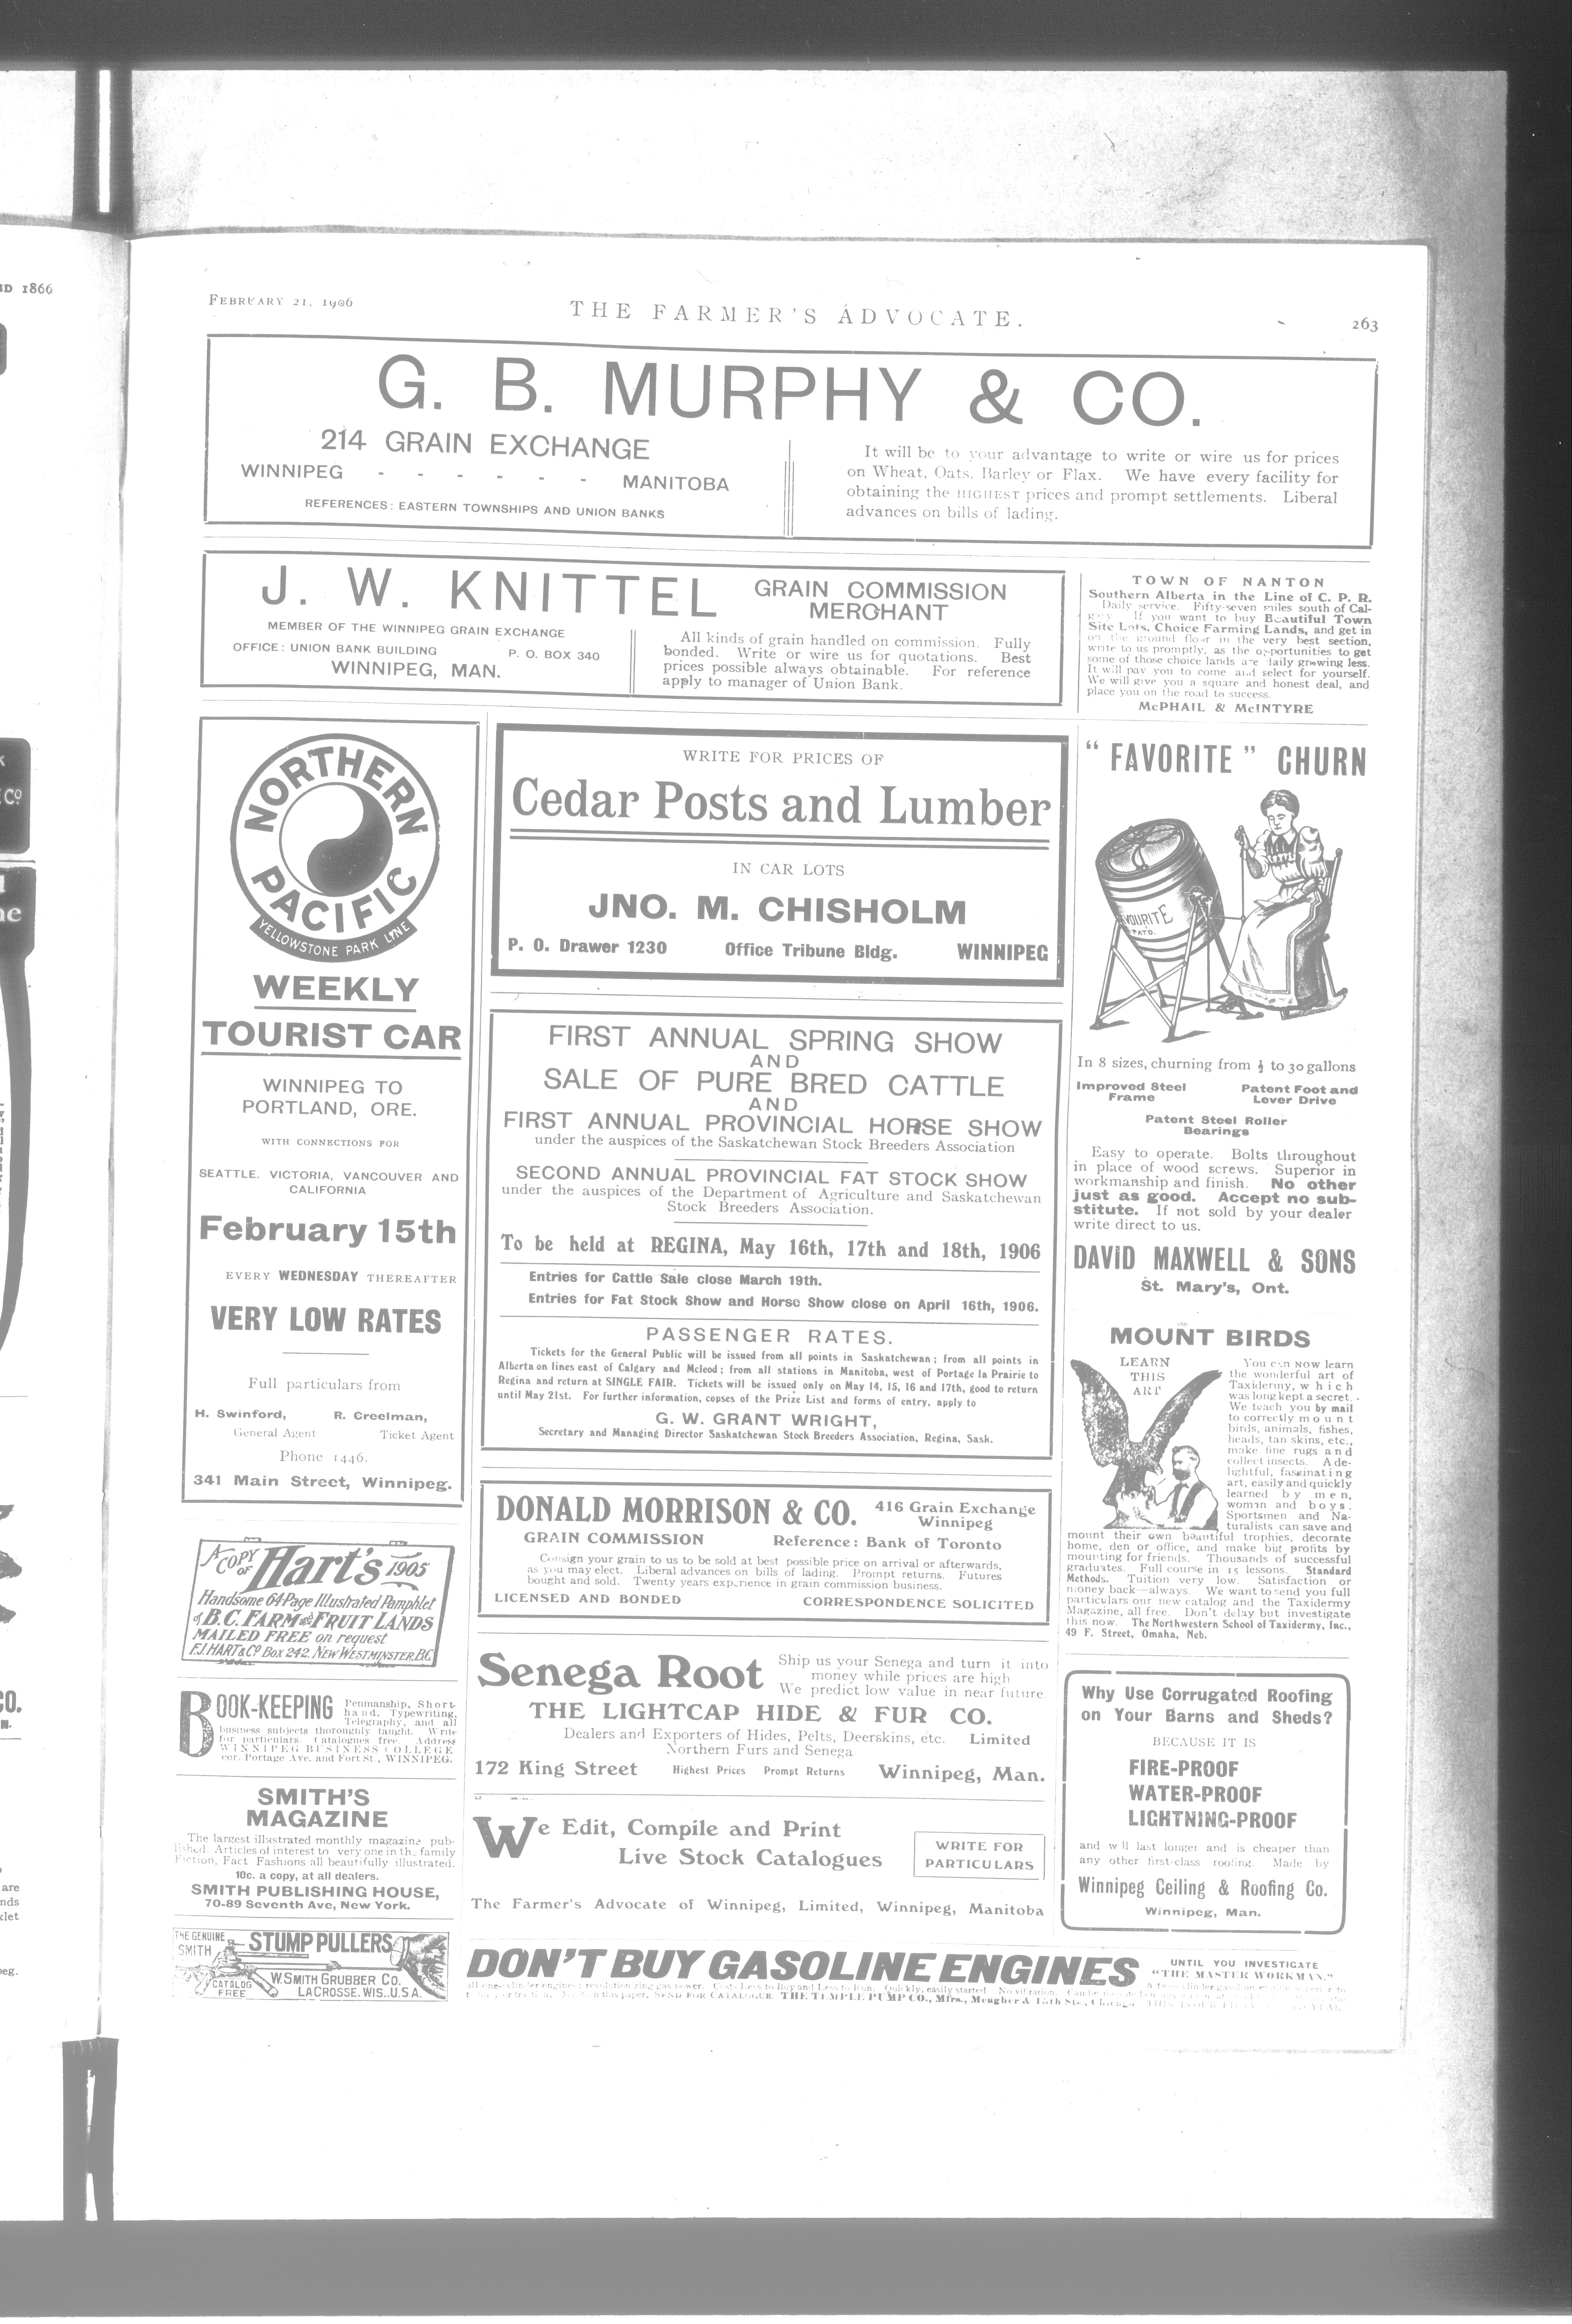 FEBRUARY 21, 1906
THE FARMER'S ADVOCATE.
263
G. B. MURPHY & CO.
214 GRAIN EXCHANGE
WINNIPEG - - - - - - MANITOBA
REFERENCES: EASTERN TOWNSHIPS AND UNION BANKS
It will be to your advantage to write or wire us for prices
on Wheat, Oats, Barley or Flax. We have every facility for
obtaining the HIGHEST prices and prompt settlements. Liberal
advances on bills of lading.
J. W. KNITTEL
GRAIN COMMISSION
MERCHANT
MEMBER OF THE WINNIPEG GRAIN EXCHANGE
OFFICE: UNION BANK BUILDING P. O. BOX 340
WINNIPEG, MAN.
All kinds of grain handled on commission. Fully
bonded. Write or wire us for quotations. Best
prices possible always obtainable. For reference
apply to manager of Union Bank.
TOWN OF NANTON
Southern Alberta in the Line of C. P. R.
Daily service. Fifty-seven miles south of Cal-
gary If you want to buy Beautiful Town
Site Lots, Choice Farming Lands, and get in
on the ground floor in the very best section,
write to us promptly, as the opportunities to get
some of those choice lands are daily growing less.
It will pay you to come and select for yourself.
We will give you a square and honest deal, and
place you on the road to success.
McPHAIL & McINTYRE
NORTHERN
PACIFIC
YELLOWSTONE PARK LINE
WEEKLY
TOURIST CAR
WINNIPEG TO
PORTLAND, ORE.
WITH CONNECTIONS FOR
SEATTLE. VICTORIA, VANCOUVER AND
CALIFORNIA
February 15th
EVERY WEDNESDAY THEREAFTER
VERY LOW RATES
Full particulars from
H. Swinford, R. Creelman,
General Agent Ticket Agent
Phone 1446.
341 Main Street, Winnipeg.
WRITE FOR PRICES OF
Cedar Posts and Lumber
IN CAR LOTS
JNO. M. CHISHOLM
P. O. Drawer 1230 Office Tribune Bldg. WINNIPEG
FIRST ANNUAL SPRING SHOW
AND
SALE OF PURE BRED CATTLE
AND
FIRST ANNUAL PROVINCIAL HORSE SHOW
under the auspices of the Saskatchewan Stock Breeders Association
SECOND ANNUAL PROVINCIAL FAT STOCK SHOW
under the auspices of the Department of Agriculture and Saskatchewan
Stock Breeders Association.
To be held at REGINA, May 16th, 17th and 18th, 1906
Entries for Cattle Sale close March 19th.
Entries for Fat Stock Show and Horse Show close on April 16th, 1906.
PASSENGER RATES.
Tickets for the General Public will be issued from all points in Saskatchewan; from all points in
Alberta on lines east of Calgary and Mcleod; from all stations in Manitoba, west of Portage la Prairie to
Regina and return at SINGLE FAIR. Tickets will be issued only on May 14, 15, 16 and 17th, good to return
until May 21st. For further information, copses of the Prize List and forms of entry, apply to
G. W. GRANT WRIGHT,
Secretary and Managing Director Saskatchewan Stock Breeders Association, Regina, Sask.
DONALD MORRISON & CO.
416 Grain Exchange
Winnipeg
GRAIN COMMISSION Reference: Bank of Toronto
Consign your grain to us to be sold at best possible price on arrival or afterwards,
as you may elect. Liberal advances on bills of lading. Prompt returns. Futures
bought and sold. Twenty years experience in grain commission business.
LICENSED AND BONDED CORRESPONDENCE SOLICITED
Senega Root
Ship us your Senega and turn it into
money while prices are high
We predict low value in near future
THE LIGHTCAP HIDE & FUR CO.
Dealers and Exporters of Hides, Pelts, Deerskins, etc. Limited
Northern Furs and Senega
172 King Street Highest Prices Prompt Returns Winnipeg, Man.
We Edit, Compile and Print
Live Stock Catalogues
WRITE FOR
PARTICULARS
The Farmer's Advocate of Winnipeg, Limited, Winnipeg, Manitoba
"FAVORITE" CHURN
VOURITE
PAT'D.
In 8 sizes, churning from ½ to 30 gallons
Improved Steel
Frame
Patent Foot and
Lever Drive
Patent Steel Roller
Bearings
Easy to operate. Bolts throughout
in place of wood screws. Superior in
workmanship and finish. No other
just as good. Accept no sub-
stitute. If not sold by your dealer
write direct to us.
DAVID MAXWELL & SONS
St. Mary's, Ont.
MOUNT BIRDS
LEARN
THIS
ART
You can now learn
the wonderful art of
Taxidermy, which
was long kept a secret.
We teach you by mail
to correctly mount
birds, animals, fishes,
heads, tan skins, etc.,
make fine rugs and
collect insects. A de-
lightful, fascinating
art, easily and quickly
learned by men,
woman and boys.
Sportsmen and Na-
turalists can save and
mount their own beautiful trophies, decorate
home, den or office, and make big profits by
mounting for friends. Thousands of successful
graduates. Full course in 15 lessons. Standard
Methods. Tuition very low. Satisfaction or
money back—always. We want to send you full
particulars our new catalog and the Taxidermy
Magazine, all free. Don't delay but investigate
this now. The Northwestern School of Taxidermy, Inc.,
49 F. Street, Omaha, Neb.
Why Use Corrugated Roofing
on Your Barns and Sheds?
BECAUSE IT IS
FIRE-PROOF
WATER-PROOF
LIGHTNING-PROOF
and will last longer and is cheaper than
any other first-class roofing. Made by
Winnipeg Ceiling & Roofing Co.
Winnipeg, Man.
A COPY OF Hart's 1905
Handsome 64-Page Illustrated Pamphlet
of B.C. FARM and FRUIT LANDS
MAILED FREE on request
F.J. HART & CO Box 242. NEW WESTMINSTER, B.C.
BOOK-KEEPING
Penmanship, Short-
hand, Typewriting,
Telegraphy, and all
business subjects thoroughly taught. Write
for particulars. Catalogues free. Address
WINNIPEG BUSINESS COLLEGE
cor. Portage Ave. and Fort St., WINNIPEG.
SMITH'S
MAGAZINE
The largest illustrated monthly magazine pub-
lished. Articles of interest to very one in the family
Fiction, Fact Fashions all beautifully illustrated.
10c. a copy, at all dealers.
SMITH PUBLISHING HOUSE,
70-89 Seventh Ave, New York.
THE GENUINE
SMITH
STUMP PULLERS
CATALOG
FREE
W. SMITH GRUBBER CO.
LACROSSE. WIS., U.S.A.
DON'T BUY GASOLINE ENGINES
UNTIL YOU INVESTIGATE
"THE MASTER WORKMAN,"
Costs Less to Buy and Less to Run. Quickly, easily started. No vibration.
SEND FOR CATALOGUE. THE TEMPLE PUMP CO., Mfrs., Meagher & 15th Sts., Chicago